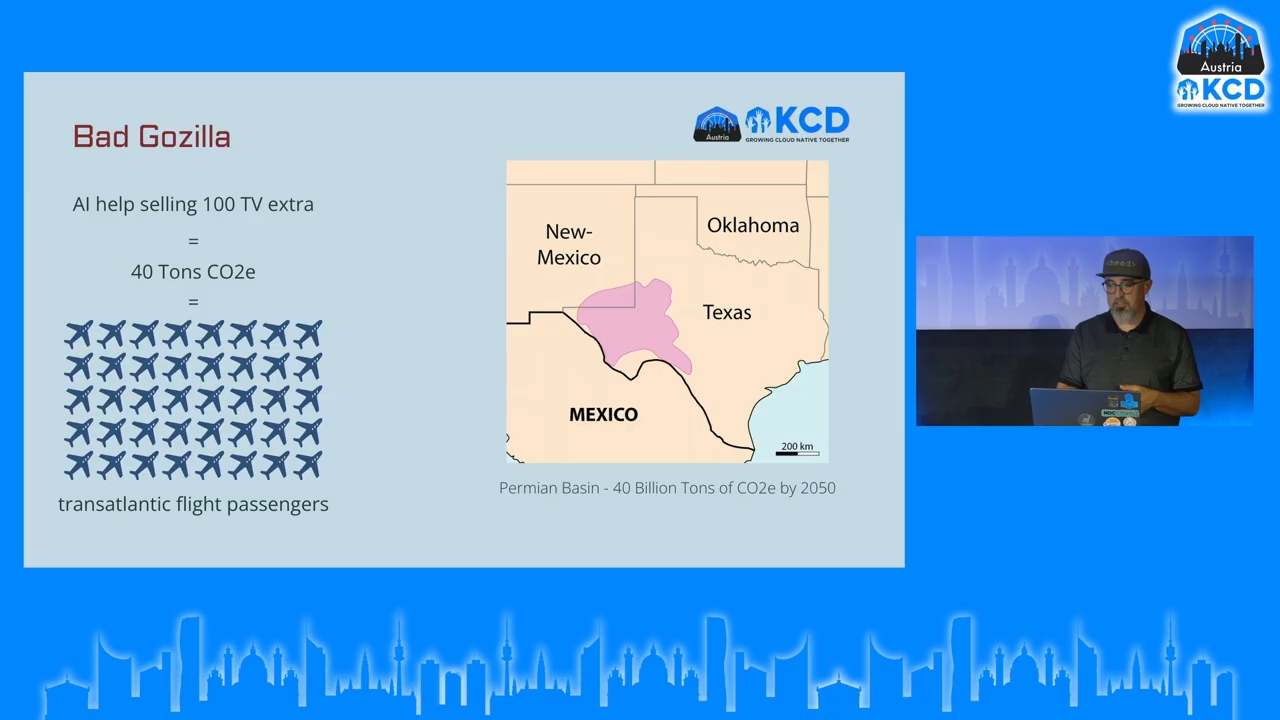 Austria
KCD
GROWING CLOUD NATIVE TOGETHER
Bad Gozilla
Austria
KCD
GROWING CLOUD NATIVE TOGETHER
AI help selling 100 TV extra
=
40 Tons CO2e
=
transatlantic flight passengers
New-
Mexico
Oklahoma
Texas
MEXICO
200 km
Permian Basin - 40 Billion Tons of CO2e by 2050